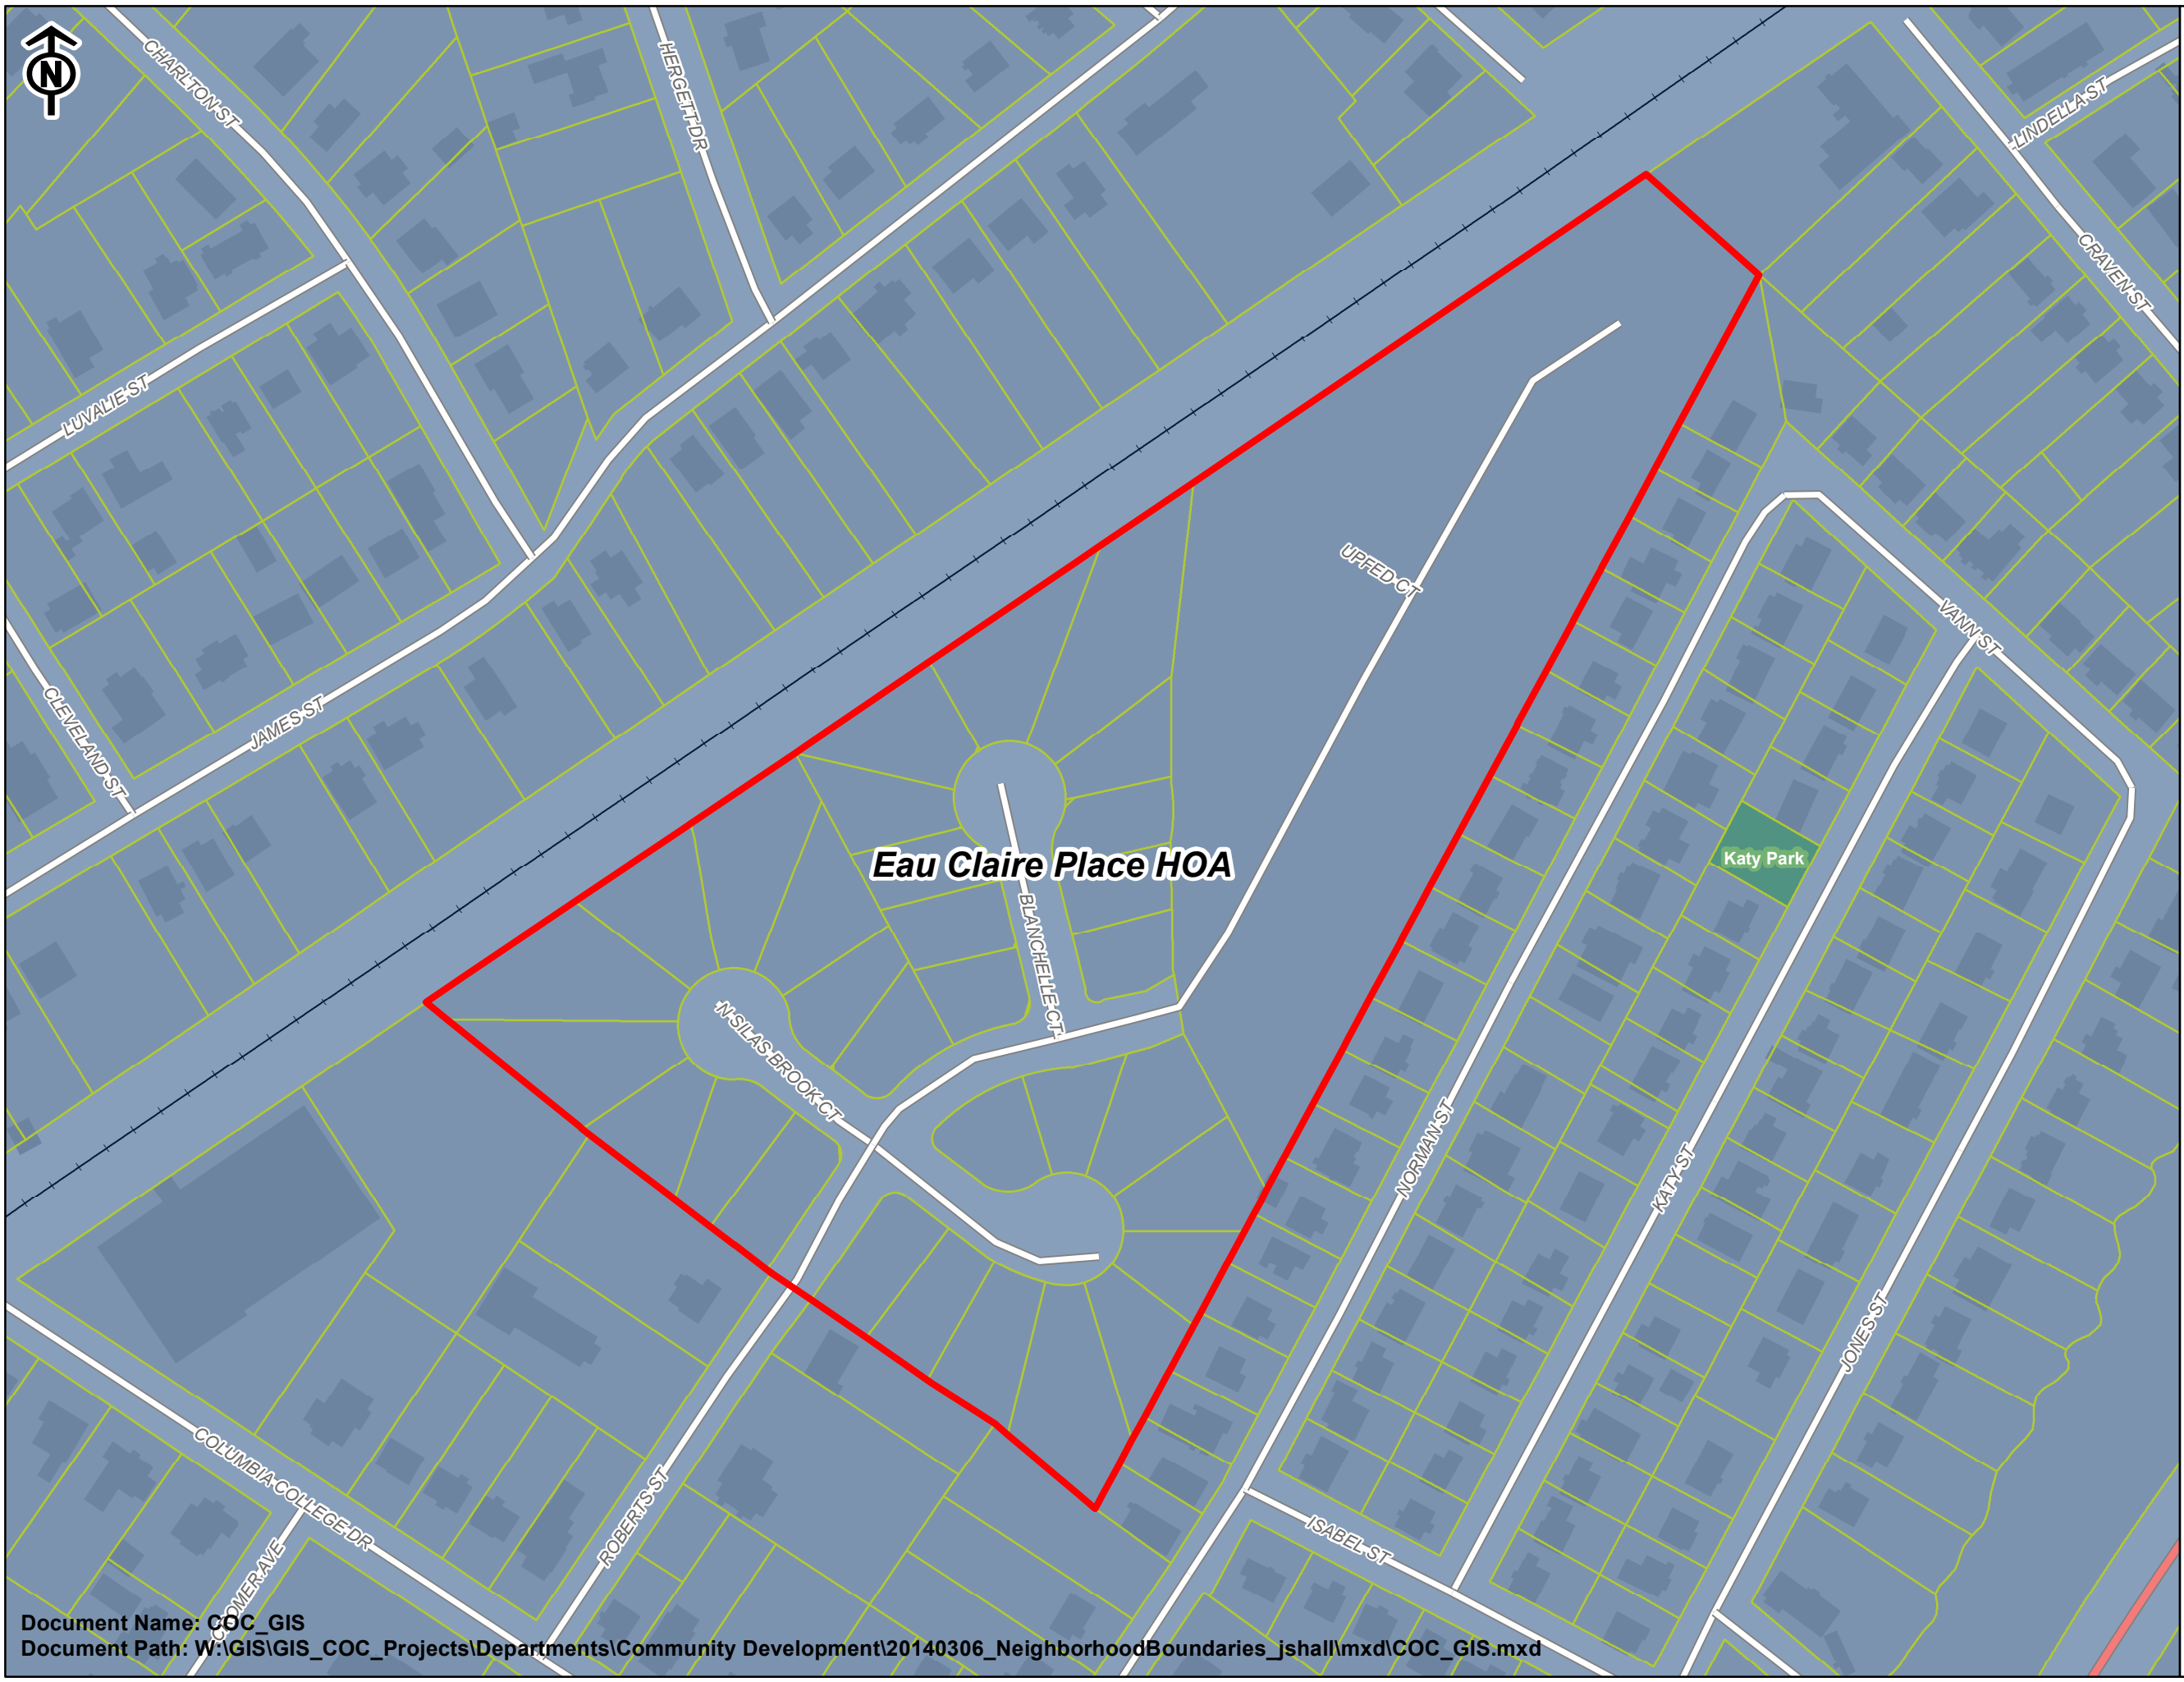 N
CHARLTON ST
HERGETT DR
LINDELLA ST
CRAVEN ST
LUVALIE ST
UPFED CT
VANN ST
CLEVELAND ST
JAMES ST
Katy Park
Eau Claire Place HOA
BLANCHELLE CT
N SILAS BROOK CT
NORMAN ST
KATY ST
JONES ST
COLUMBIA COLLEGE DR
ROBERTS ST
ISABEL ST
COMER AVE
Document Name: COC_GIS
Document Path: W:\GIS\GIS_COC_Projects\Departments\Community Development\20140306_NeighborhoodBoundaries_jshall\mxd\COC_GIS.mxd